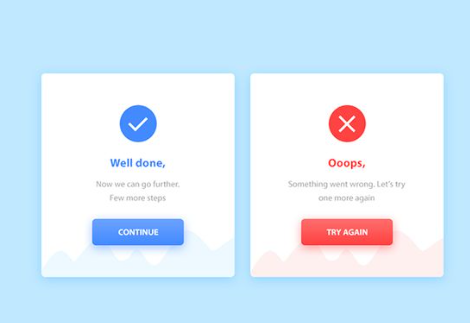 Well done,
Now we can go further.
Few more steps
CONTINUE
Ooops,
Something went wrong. Let's try
one more again
TRY AGAIN